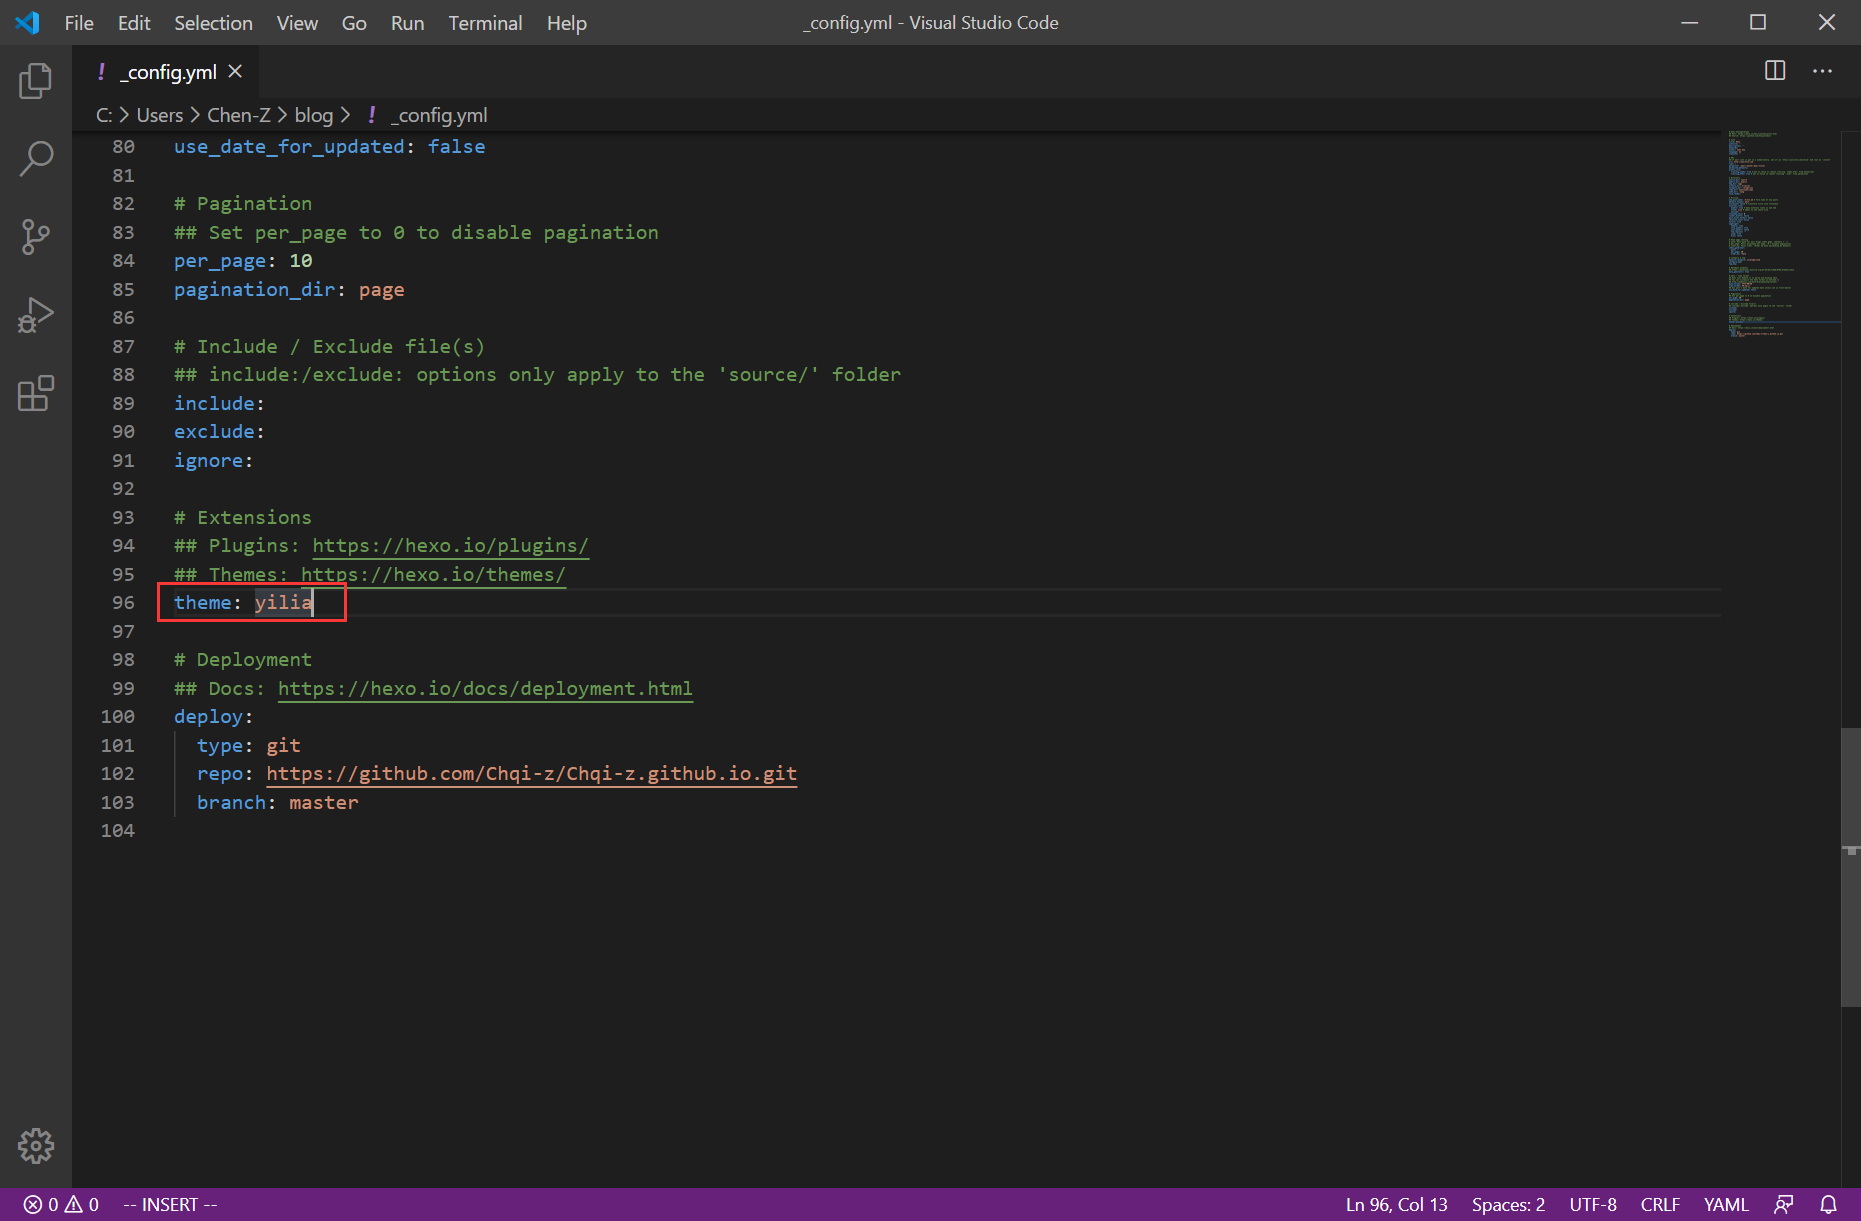 File Edit Selection View Go Run Terminal Help _config.yml - Visual Studio Code
! _config.yml
C: > Users > Chen-Z > blog > ! _config.yml
80 use_date_for_updated: false
81
82 # Pagination
83 ## Set per_page to 0 to disable pagination
84 per_page: 10
85 pagination_dir: page
86
87 # Include / Exclude file(s)
88 ## include:/exclude: options only apply to the 'source/' folder
89 include:
90 exclude:
91 ignore:
92
93 # Extensions
94 ## Plugins: https://hexo.io/plugins/
95 ## Themes: https://hexo.io/themes/
96 theme: yilia
97
98 # Deployment
99 ## Docs: https://hexo.io/docs/deployment.html
100 deploy:
101 type: git
102 repo: https://github.com/Chqi-z/Chqi-z.github.io.git
103 branch: master
104
0 0 -- INSERT -- Ln 96, Col 13 Spaces: 2 UTF-8 CRLF YAML